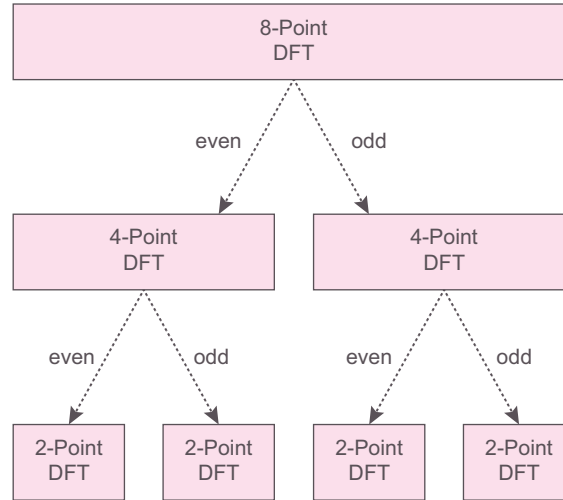 8-Point
DFT
even
odd
4-Point
DFT
4-Point
DFT
even
odd
even
odd
2-Point
DFT
2-Point
DFT
2-Point
DFT
2-Point
DFT